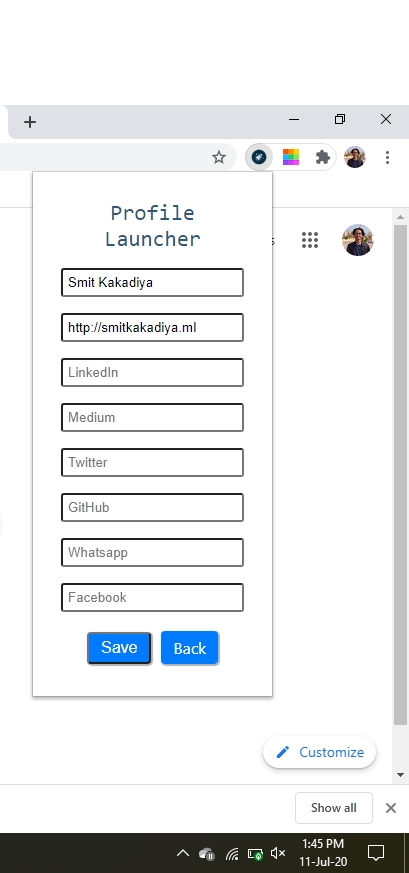 Profile
Launcher
Smit Kakadiya
http://smitkakadiya.ml
LinkedIn
Medium
Twitter
GitHub
Whatsapp
Facebook
Save
Back
Customize
Show all
1:45 PM
11-Jul-20